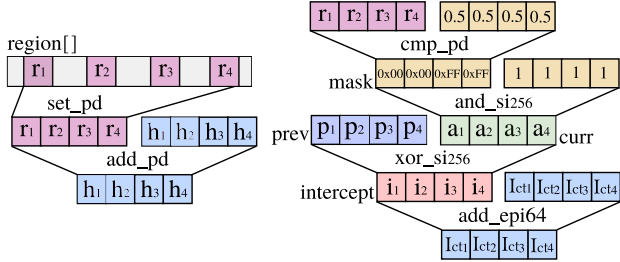 region[]
r1 r2 r3 r4
set_pd
r1 r2 r3 r4 h1 h2 h3 h4
add_pd
h1 h2 h3 h4
r1 r2 r3 r4 0.5 0.5 0.5 0.5
cmp_pd
mask 0x00 0x00 0xFF 0xFF 1 1 1 1
and_si256
prev p1 p2 p3 p4 a1 a2 a3 a4 curr
xor_si256
intercept i1 i2 i3 i4 Ict1 Ict2 Ict3 Ict4
add_epi64
Ict1 Ict2 Ict3 Ict4